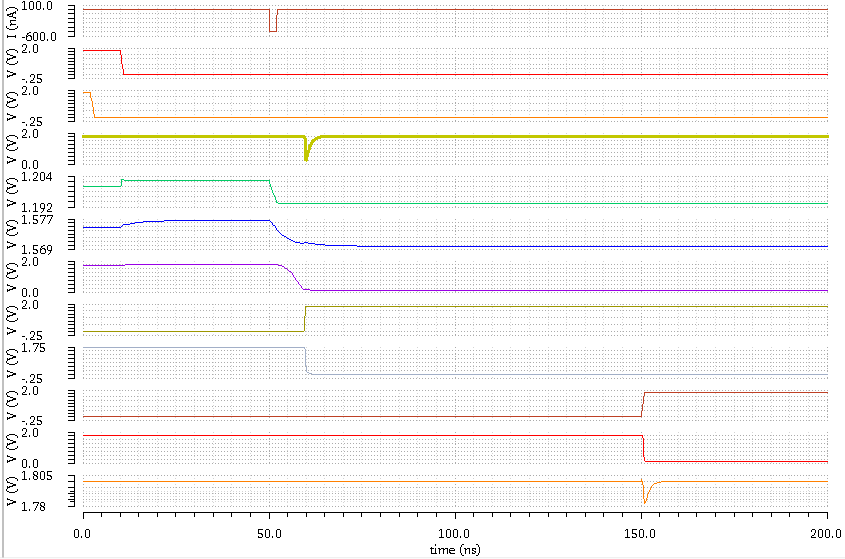 I (nA) 100.0
-600.0
V (V) 2.0
-.25
V (V) 2.0
-.25
V (V) 2.0
0.0
V (V) 1.204
1.192
V (V) 1.577
1.569
V (V) 2.0
0.0
V (V) 2.0
-.25
V (V) 1.75
-.25
V (V) 2.0
-.25
V (V) 2.0
0.0
V (V) 1.805
1.78
0.0 50.0 100.0 150.0 200.0
time (ns)